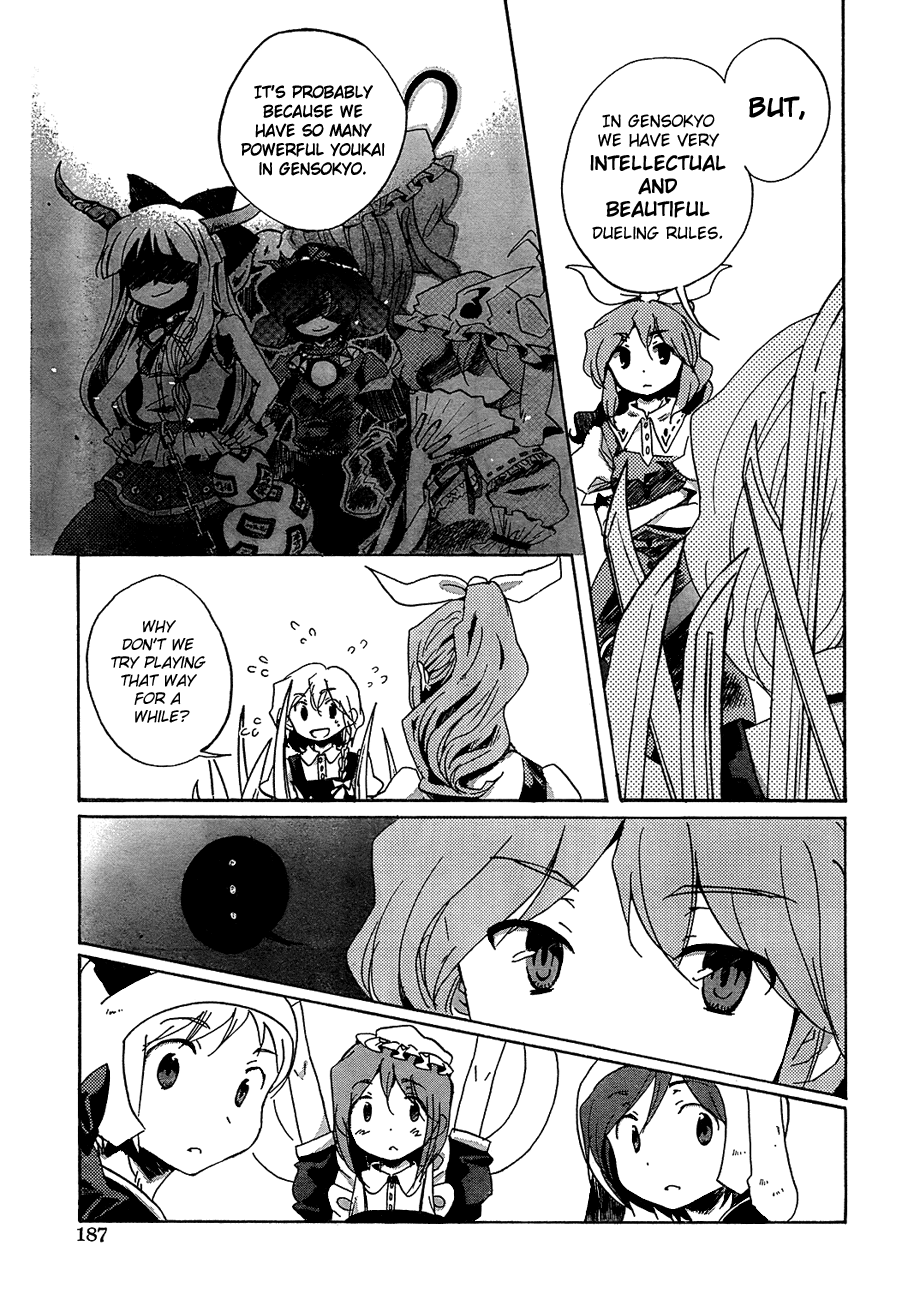 BUT,
IN GENSOKYO
WE HAVE VERY
INTELLECTUAL
AND
BEAUTIFUL
DUELING RULES.
IT'S PROBABLY
BECAUSE WE
HAVE SO MANY
POWERFUL YOUKAI
IN GENSOKYO.
WHY
DON'T WE
TRY PLAYING
THAT WAY
FOR A
WHILE?
...
187